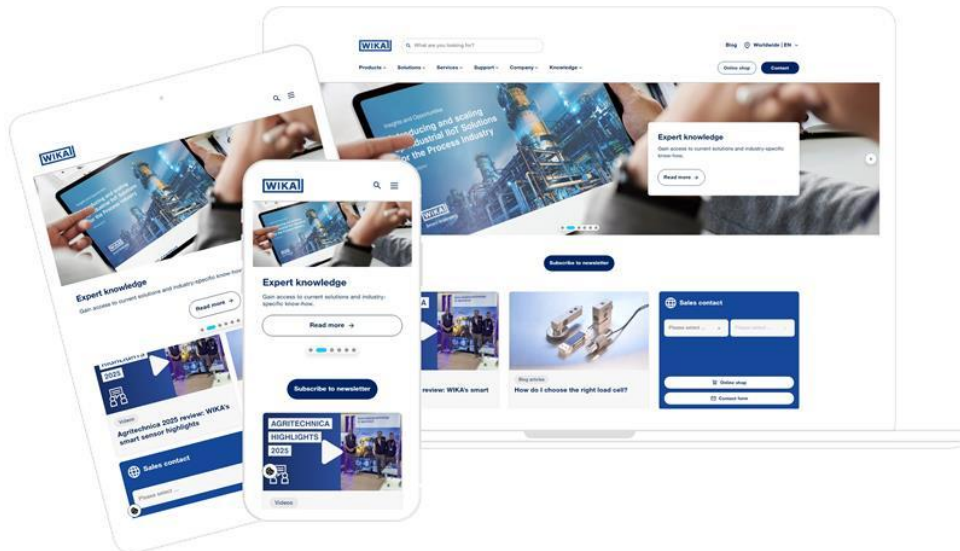 WIKA
What are you looking for?
Blog
Worldwide | EN
Products
Solutions
Services
Support
Company
Knowledge
Online shop
Contact
Insights and Opportunities
oducing and scaling
ndustrial IIoT Solutions
or the Process Industry
WIKA
Expert knowledge
Gain access to current solutions and industry-specific
know-how.
Read more →
Subscribe to newsletter
review: WIKA's smart
Blog articles
How do I choose the right load cell?
Sales contact
Please select ...
Please select ...
Online shop
Contact form
WIKA
Expert knowledge
Gain access to current solutions and industry-specific know-how.
Read more →
HIGHLIGHTS
2025
Videos
Agritechnica 2025 review: WIKA's
smart sensor highlights
Sales contact
Please select ...
WIKA
Expert knowledge
Gain access to current solutions and industry-
specific know-how.
Read more →
Subscribe to newsletter
AGRITECHNICA
HIGHLIGHTS
2025
Videos